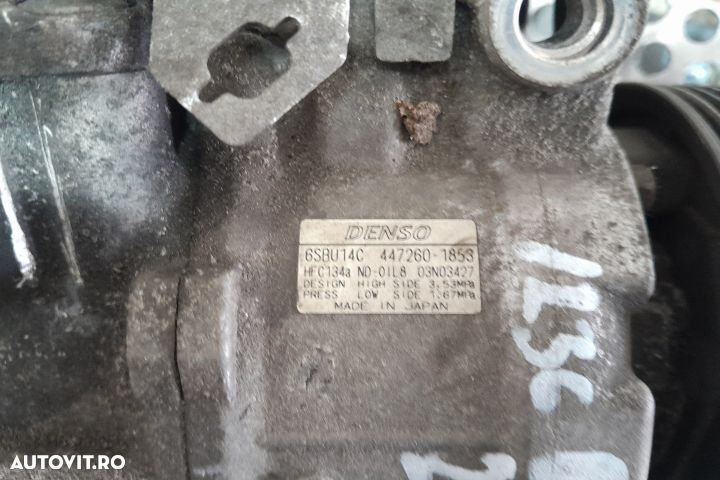 DENSO
6SBU14C 447260-1853
HFC134a ND-OIL8 03N03427
DESIGN HIGH SIDE 3.53MPa
PRESS LOW SIDE 1.67MPa
MADE IN JAPAN
123C
AUTOVIT.RO